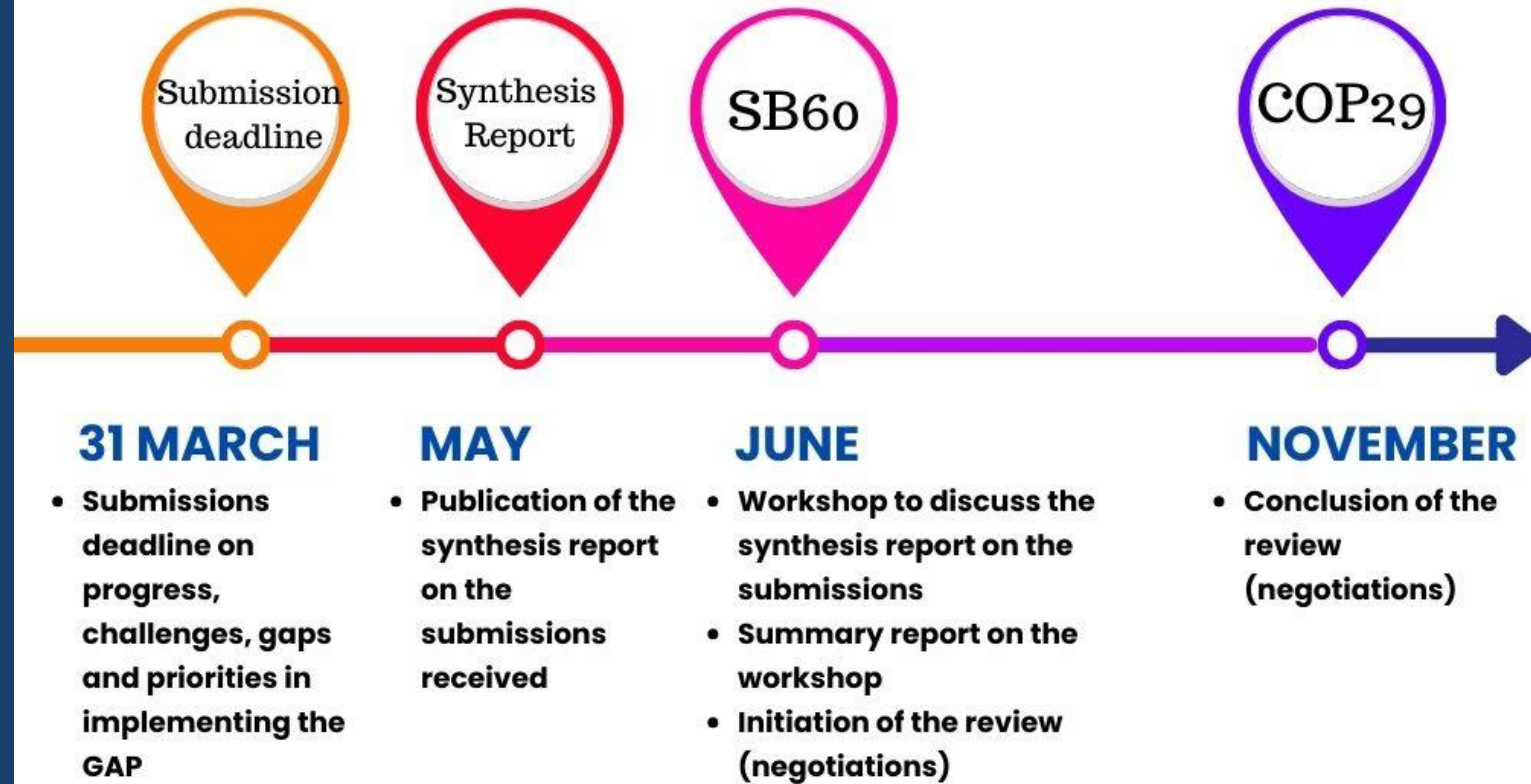 Submission
deadline
Synthesis
Report
SB60
COP29
31 MARCH
• Submissions
deadline on
progress,
challenges, gaps
and priorities in
implementing the
GAP
MAY
• Publication of the
synthesis report
on the
submissions
received
JUNE
• Workshop to discuss the
synthesis report on the
submissions
• Summary report on the
workshop
• Initiation of the review
(negotiations)
NOVEMBER
• Conclusion of the
review
(negotiations)